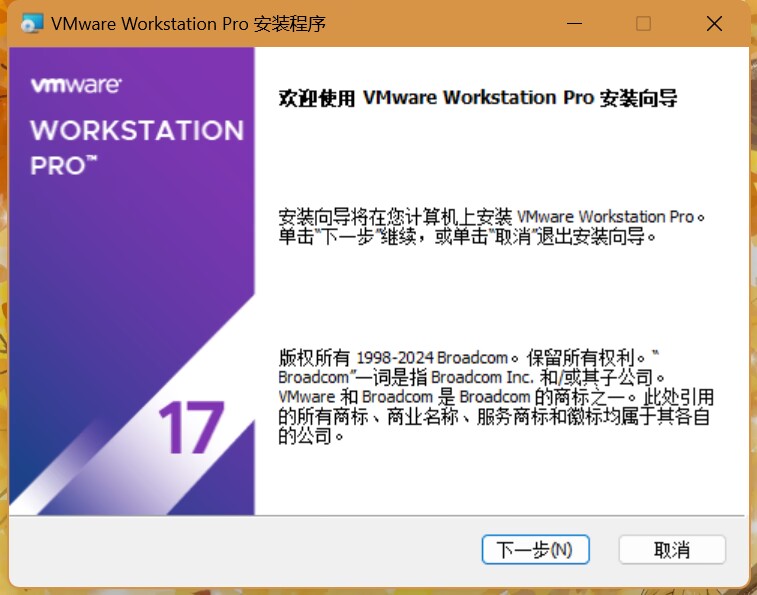 VMware Workstation Pro 安装程序
vmware
WORKSTATION
PRO™
17
欢迎使用 VMware Workstation Pro 安装向导
安装向导将在您计算机上安装 VMware Workstation Pro。
单击“下一步”继续，或单击“取消”退出安装向导。
版权所有 1998-2024 Broadcom。保留所有权利。“
Broadcom”一词是指 Broadcom Inc. 和/或其子公司。
VMware 和 Broadcom 是 Broadcom 的商标之一。此处引用
的所有商标、商业名称、服务商标和徽标均属于其各自
的公司。
下一步(N)
取消